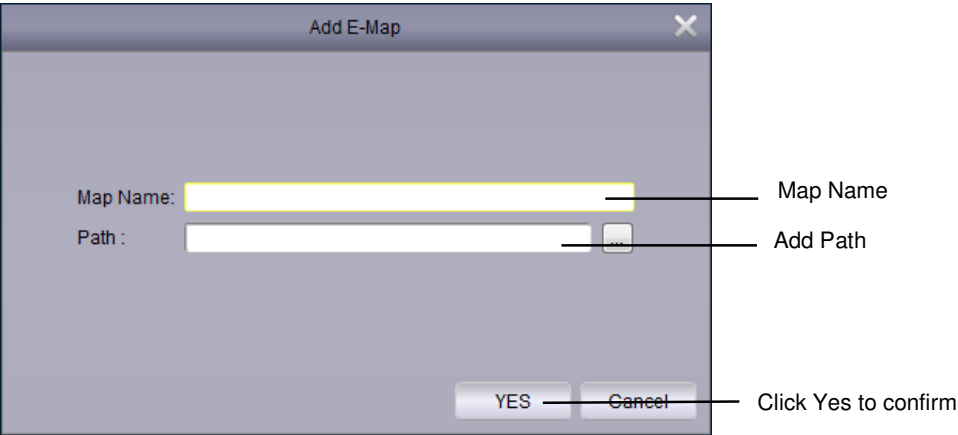 Add E-Map
Map Name:
Map Name
Path :
...
Add Path
YES
Cancel
Click Yes to confirm